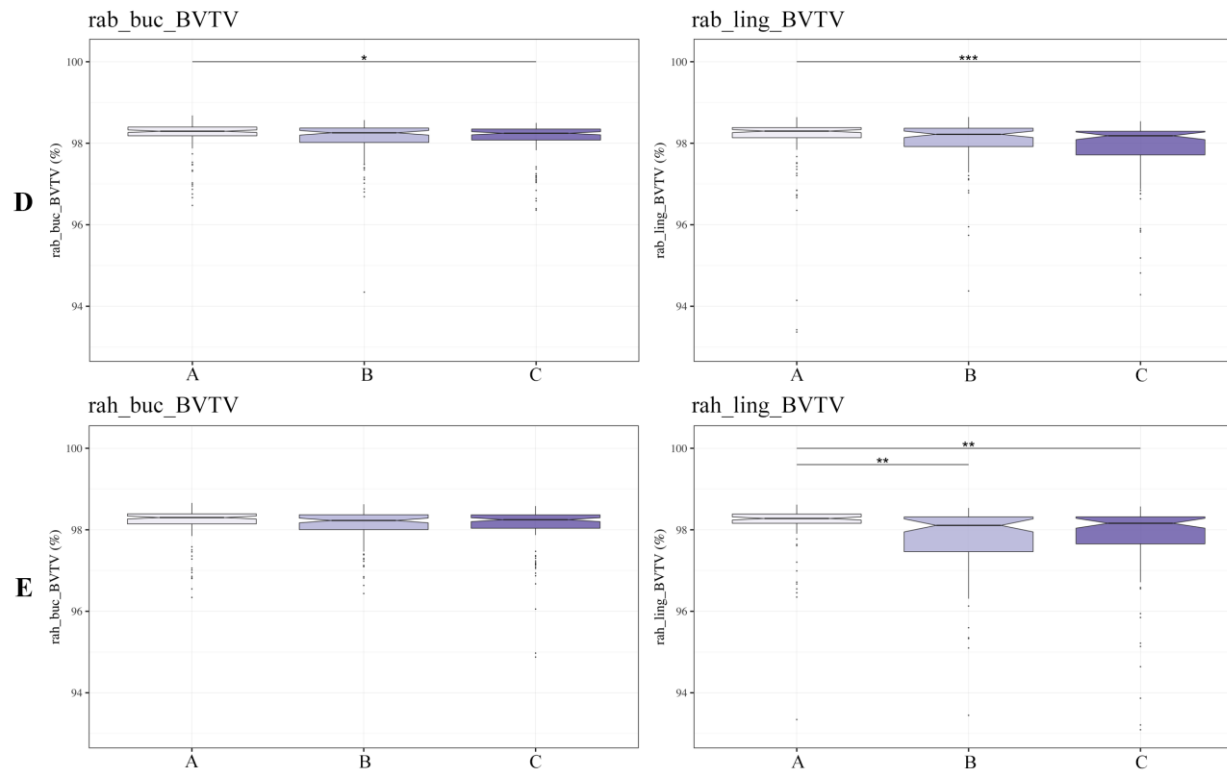 rab_buc_BVTV
rab_ling_BVTV
D
rab_buc_BVTV (%)
100
98
96
94
*
A B C
rab_ling_BVTV (%)
100
98
96
94
***
A B C
rah_buc_BVTV
rah_ling_BVTV
E
rah_buc_BVTV (%)
100
98
96
94
A B C
rah_ling_BVTV (%)
100
98
96
94
**
**
A B C